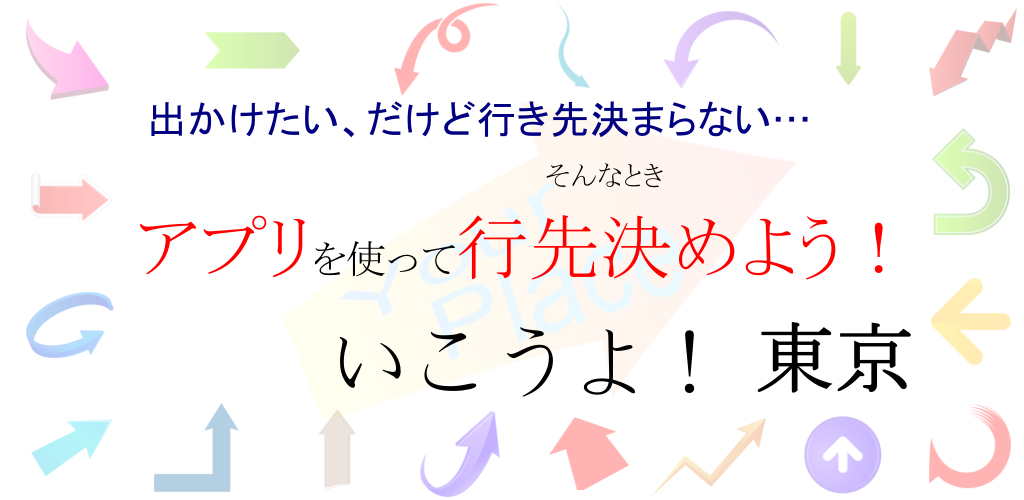 出かけたい、だけど行き先決まらない…
そんなとき
アプリを使って行先決めよう！
いこうよ！ 東京
Your
Place